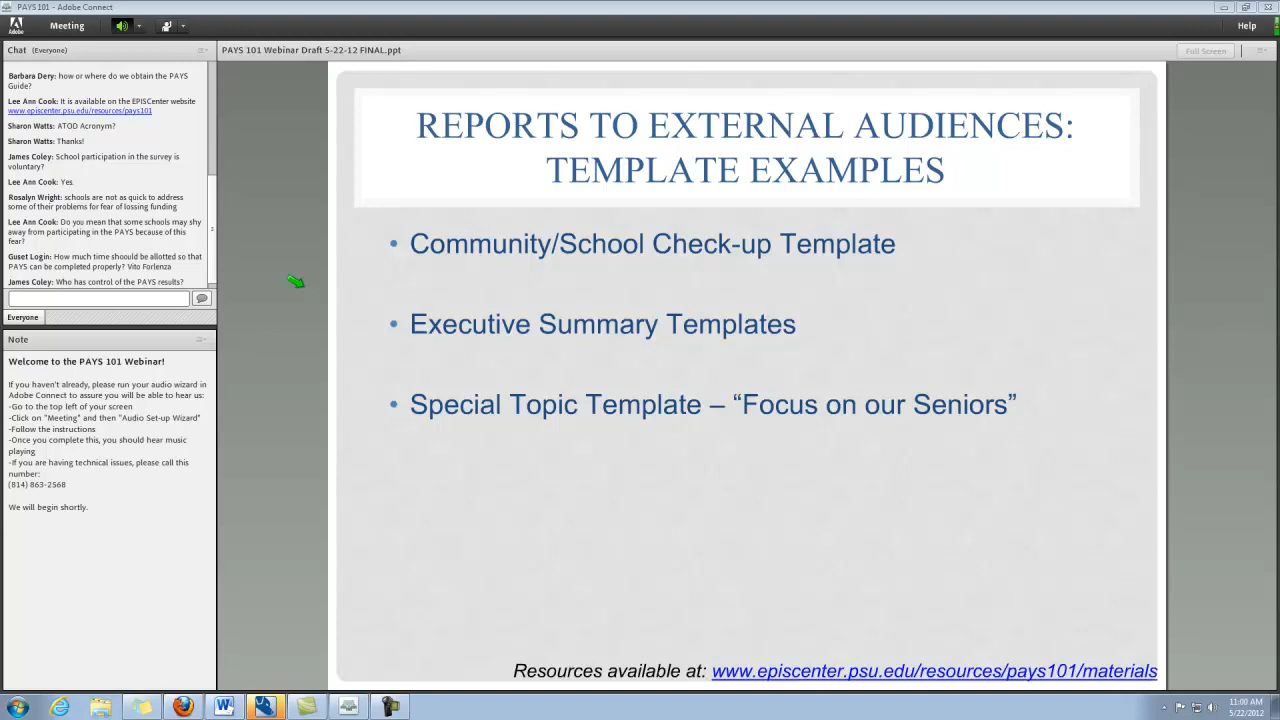 PAYS 101 - Adobe Connect
Meeting
Help
Chat (Everyone)
Barbara Dery: how or where do we obtain the PAYS
Guide?
Lee Ann Cook: It is available on the EPISCenter website
www.episcenter.psu.edu/resources/pays101
Sharon Watts: ATOD Acronym?
Sharon Watts: Thanks!
James Coley: School participation in the survey is
voluntary?
Lee Ann Cook: Yes.
Rosalyn Wright: schools are not as quick to address
some of their problems for fear of lossing funding
Lee Ann Cook: Do you mean that some schools may shy
away from participating in the PAYS because of this
fear?
Guset Login: How much time shoould be allotted so that
PAYS can be completed properly? Vito Forlenza
James Coley: Who has control of the PAYS results?
Everyone
Note
Welcome to the PAYS 101 Webinar!
If you haven't already, please run your audio wizard in
Adobe Connect to assure you will be able to hear us:
-Go to the top left of your screen
-Click on "Meeting" and then "Audio Set-up Wizard"
-Follow the instructions
-Once you complete this, you should hear music
playing
-If you are having technical issues, please call this
number:
(814) 863-2568
We will begin shortly.
PAYS 101 Webinar Draft 5-22-12 FINAL.ppt
Full Screen
REPORTS TO EXTERNAL AUDIENCES:
TEMPLATE EXAMPLES
• Community/School Check-up Template
• Executive Summary Templates
• Special Topic Template – “Focus on our Seniors”
Resources available at: www.episcenter.psu.edu/resources/pays101/materials
11:00 AM
5/22/2012